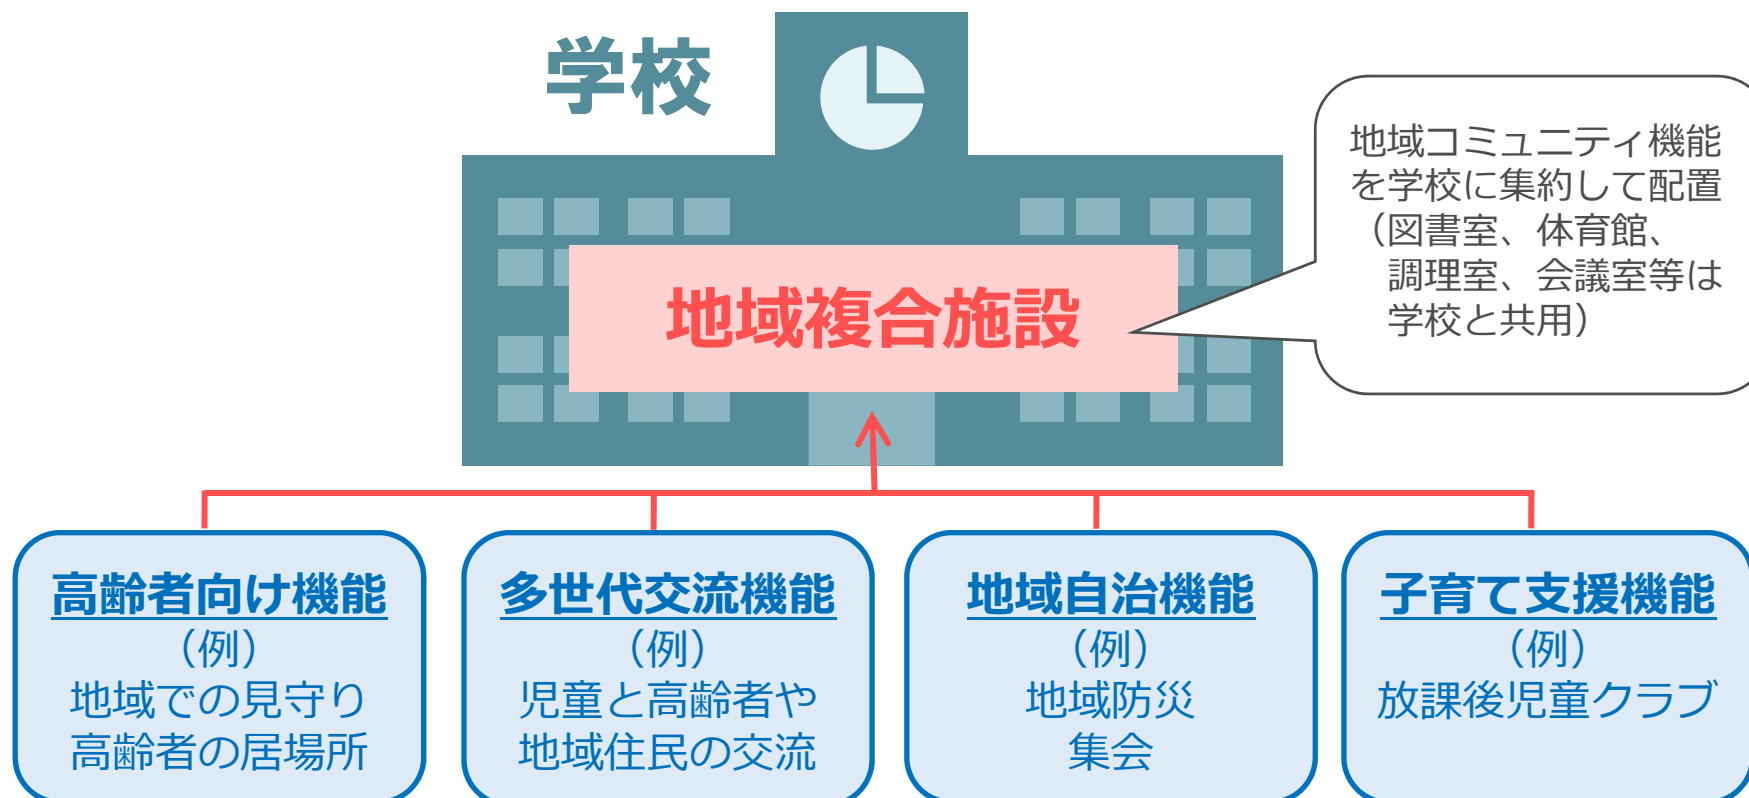 学校
地域コミュニティ機能
を学校に集約して配置
（図書室、体育館、
調理室、会議室等は
学校と共用）
地域複合施設
高齢者向け機能
（例）
地域での見守り
高齢者の居場所
多世代交流機能
（例）
児童と高齢者や
地域住民の交流
地域自治機能
（例）
地域防災
集会
子育て支援機能
（例）
放課後児童クラブ